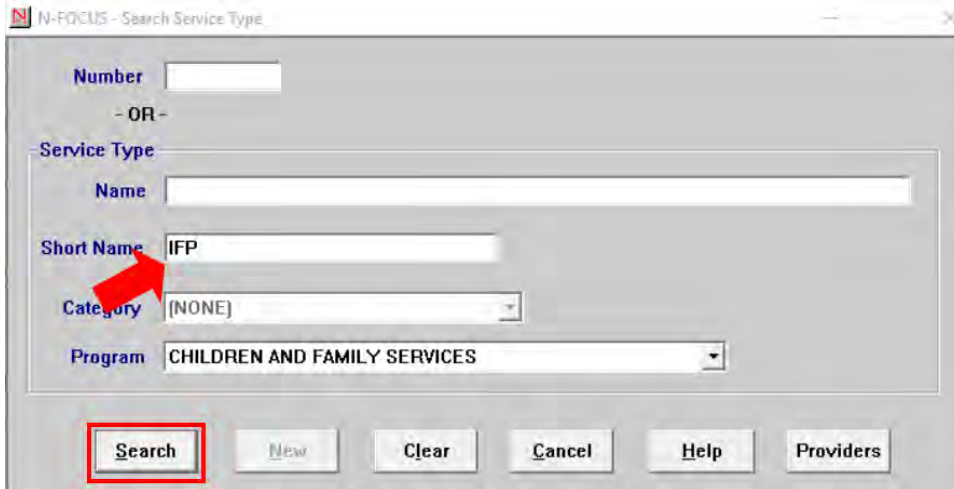 N-FOCUS - Search Service Type
Number
- OR -
Service Type
Name
Short Name IFP
Category (NONE)
Program CHILDREN AND FAMILY SERVICES
Search New Clear Cancel Help Providers